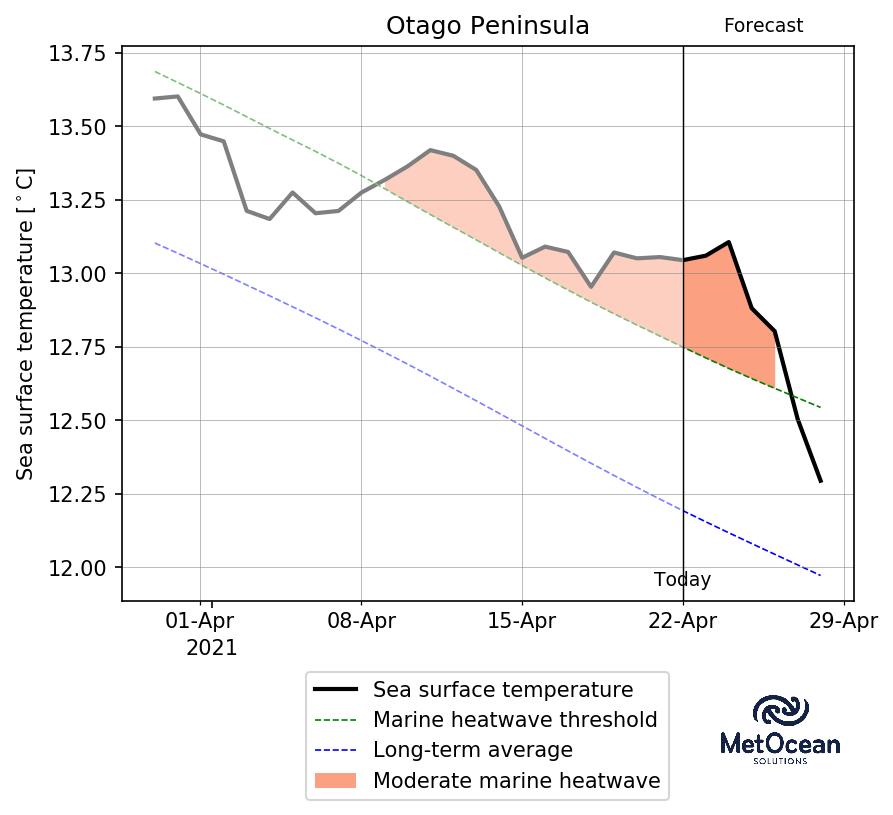 Otago Peninsula
Forecast
Sea surface temperature [°C]
13.75
13.50
13.25
13.00
12.75
12.50
12.25
12.00
Today
01-Apr
08-Apr
15-Apr
22-Apr
29-Apr
2021
Sea surface temperature
Marine heatwave threshold
Long-term average
Moderate marine heatwave
MetOcean
SOLUTIONS